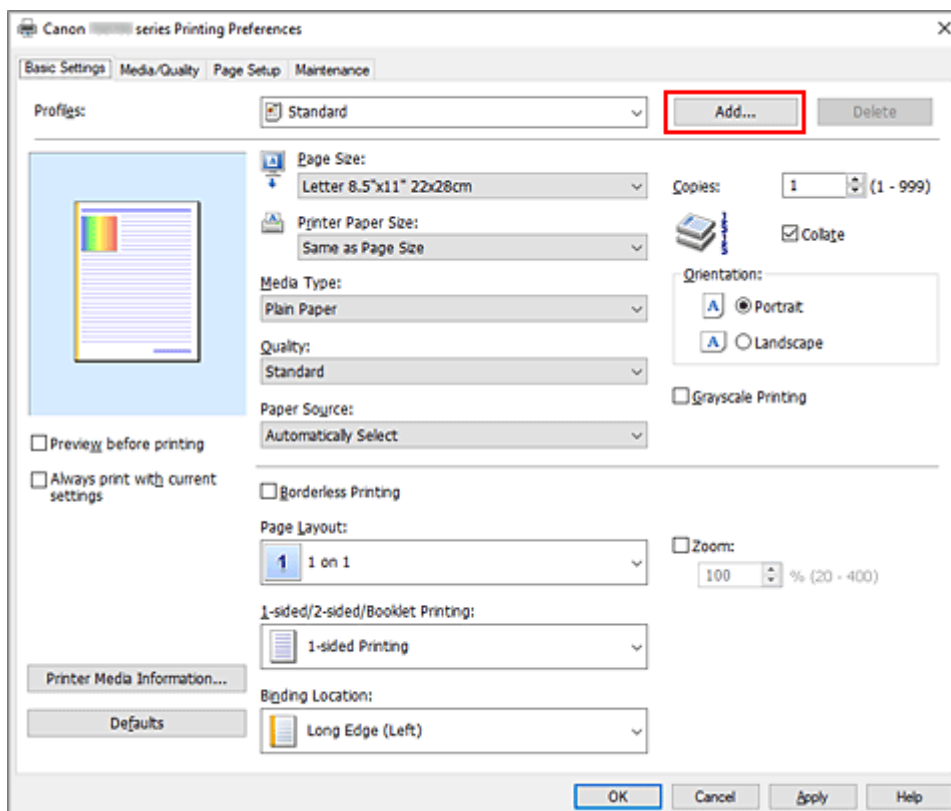 Canon series Printing Preferences
Basic Settings Media/Quality Page Setup Maintenance
Profiles: Standard Add... Delete
Page Size:
Letter 8.5"x11" 22x28cm
Copies: 1 (1 - 999)
Printer Paper Size:
Same as Page Size
Collate
Media Type:
Plain Paper
Orientation:
A Portrait
A Landscape
Quality:
Standard
Grayscale Printing
Paper Source:
Automatically Select
Preview before printing
Always print with current
settings
Borderless Printing
Page Layout:
1 1 on 1
Zoom:
100 % (20 - 400)
1-sided/2-sided/Booklet Printing:
1-sided Printing
Printer Media Information...
Defaults
Binding Location:
Long Edge (Left)
OK Cancel Apply Help